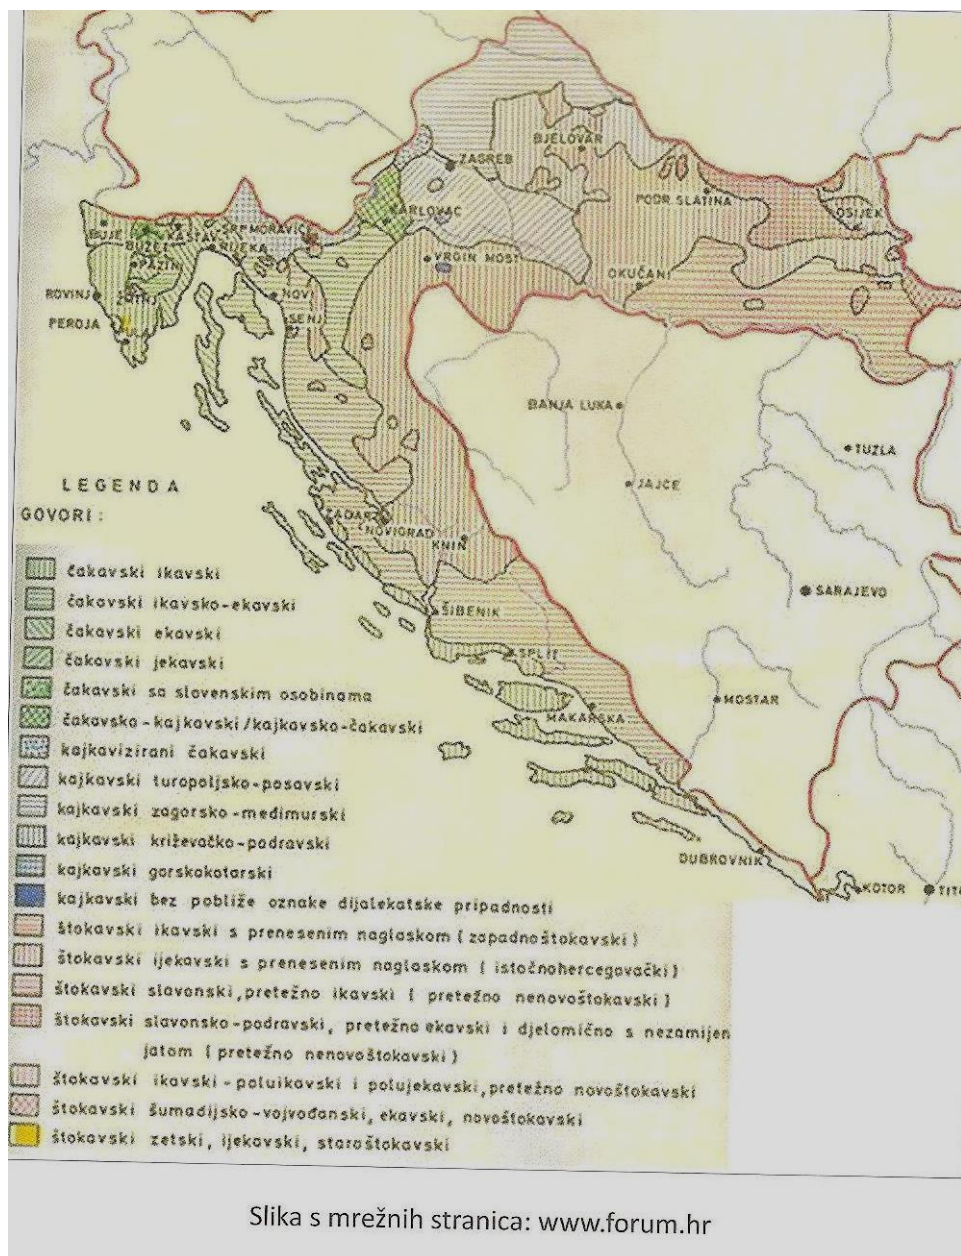 ZAGREB
BJELOVAR
PODR. SLATINA
OSIJEK
KARLOVAC
BUJE
BUZET
KASTAV
SRP. MORAVICE
RIJEKA
PAZIN
VRGIN MOST
OKUČANI
ROVINJ
NOVI
PEROJA
SENJ
BANJA LUKA
TUZLA
JAJCE
ZADAR
NOVIGRAD
KNIN
SARAJEVO
ŠIBENIK
SPLIT
MOSTAR
MAKARSKA
DUBROVNIK
KOTOR
TIT
LEGENDA
GOVORI :
čakavski ikavski
čakavski ikavsko-ekavski
čakavski ekavski
čakavski jekavski
čakavski sa slovenskim osobinama
čakavsko-kajkavski/kajkavsko-čakavski
kajkavizirani čakavski
kajkavski turopoljsko-posavski
kajkavski zagorsko-međimurski
kajkavski križevačko-podravski
kajkavski gorskokotarski
kajkavski bez pobliže oznake dijalekatske pripadnosti
štokavski ikavski s prenesenim naglaskom ( zapadnoštokavski )
štokavski ijekavski s prenesenim naglaskom ( istočnohercegovački )
štokavski slavonski, pretežno ikavski ( pretežno nenovoštokavski )
štokavski slavonsko-podravski, pretežno ekavski i djelomično s nezamijen
jatom ( pretežno nenovoštokavski )
štokavski ikavski-poluikavski i polujekavski, pretežno novoštokavski
štokavski šumadijsko-vojvođanski, ekavski, novoštokavski
štokavski zetski, ijekavski, staroštokavski
Slika s mrežnih stranica: www.forum.hr